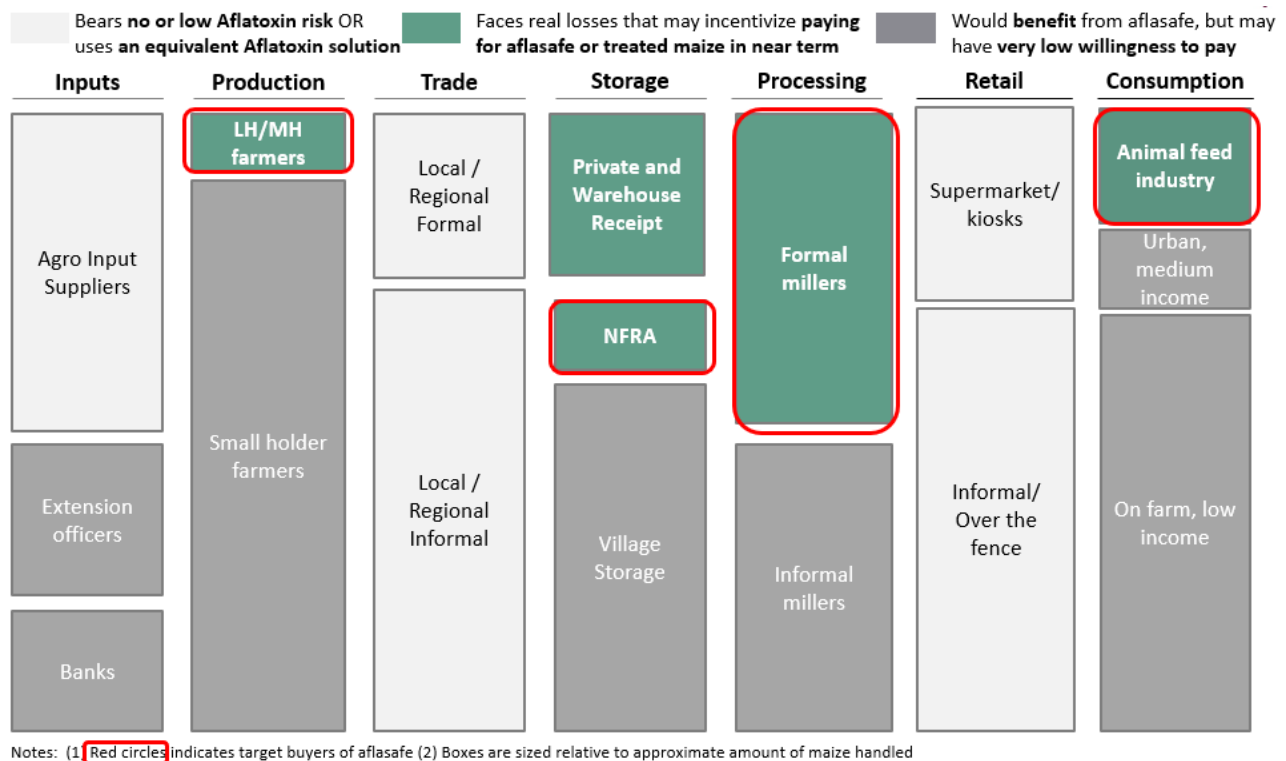 Bears no or low Aflatoxin risk OR
uses an equivalent Aflatoxin solution
Faces real losses that may incentivize paying
for aflasafe or treated maize in near term
Would benefit from aflasafe, but may
have very low willingness to pay
Inputs
Production
Trade
Storage
Processing
Retail
Consumption
Agro Input
Suppliers
Extension
officers
Banks
LH/MH
farmers
Small holder
farmers
Local /
Regional
Formal
Local /
Regional
Informal
Private and
Warehouse
Receipt
NFRA
Village
Storage
Formal
millers
Informal
millers
Supermarket/
kiosks
Informal/
Over the
fence
Animal feed
industry
Urban,
medium
income
On farm, low
income
Notes: (1) Red circles indicates target buyers of aflasafe (2) Boxes are sized relative to approximate amount of maize handled